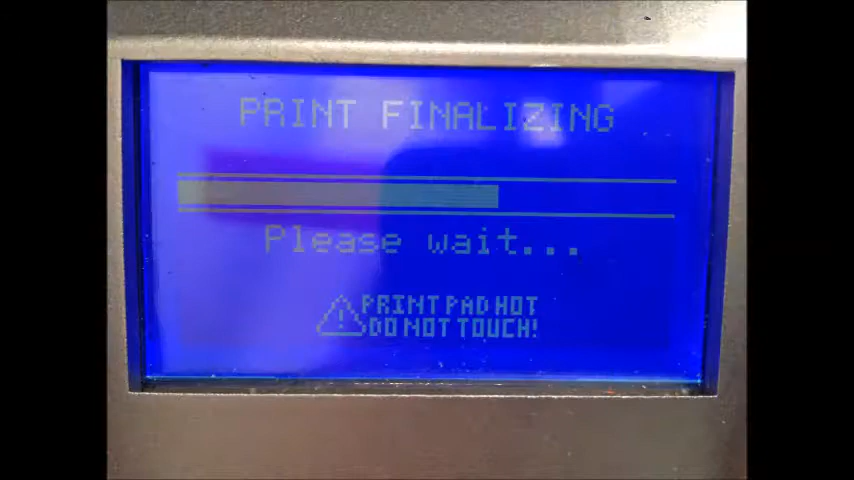 PRINT FINALIZING
Please wait...
PRINT PAD HOT
DO NOT TOUCH!